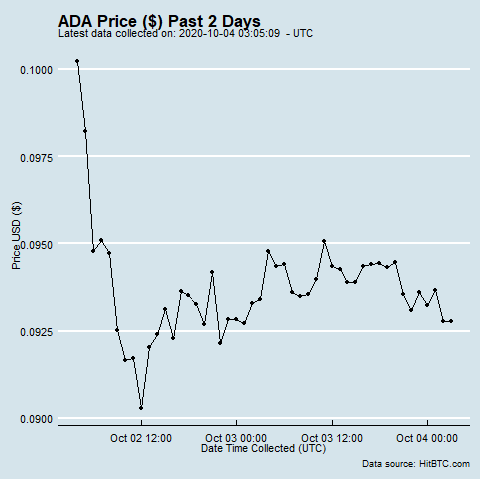 ADA Price ($) Past 2 Days
Latest data collected on: 2020-10-04 03:05:09 - UTC
0.1000
0.0975
0.0950
0.0925
0.0900
Price USD ($)
Oct 02 12:00 Oct 03 00:00 Oct 03 12:00 Oct 04 00:00
Date Time Collected (UTC)
Data source: HitBTC.com